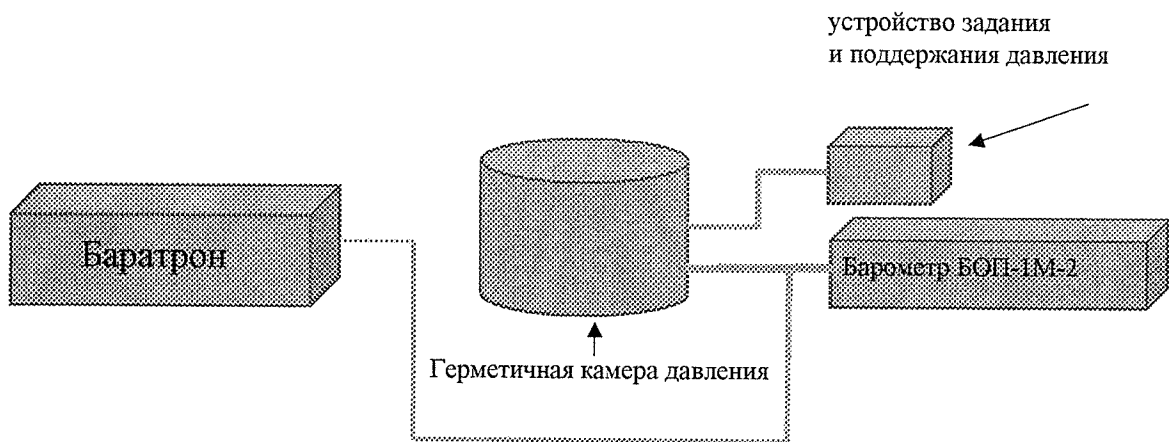 устройство задания
и поддержания давления
Баратрон
Барометр БОП-1М-2
Герметичная камера давления